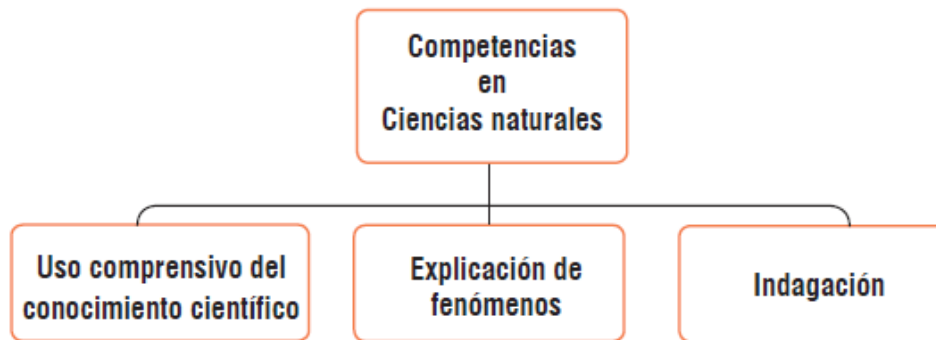 Competencias
en
Ciencias naturales
Uso comprensivo del
conocimiento científico
Explicación de
fenómenos
Indagación